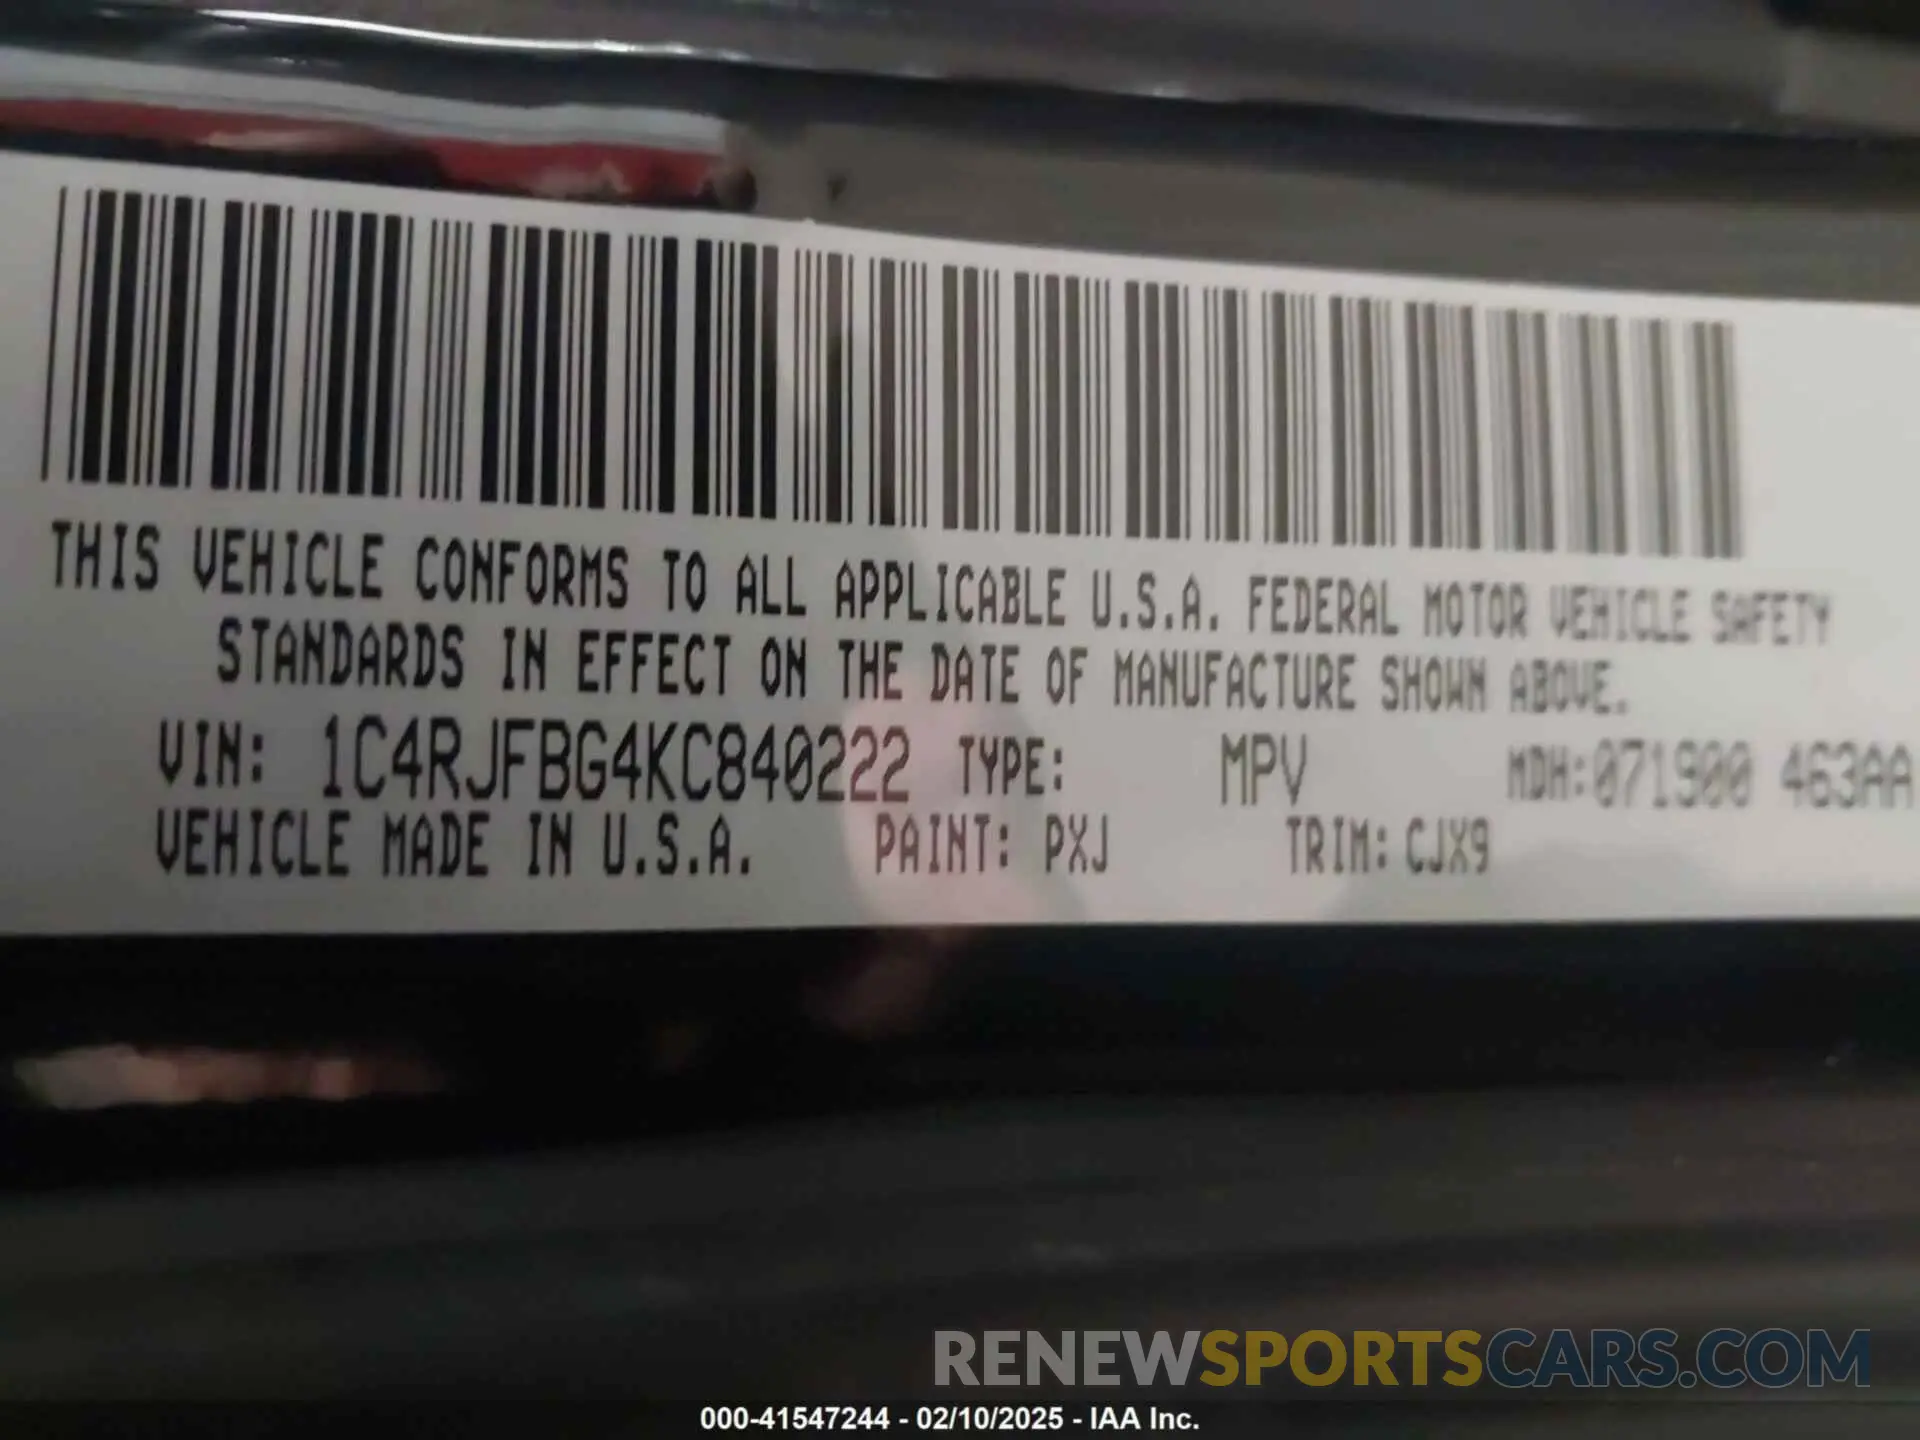 THIS VEHICLE CONFORMS TO ALL APPLICABLE U.S.A. FEDERAL MOTOR VEHICLE SAFETY
STANDARDS IN EFFECT ON THE DATE OF MANUFACTURE SHOWN ABOVE.
VIN: 1C4RJFBG4KC840222 TYPE: MPV MDH:071900 463AA
VEHICLE MADE IN U.S.A. PAINT: PXJ TRIM: CJX9
RENEWSPORTSCARS.COM
000-41547244 - 02/10/2025 - IAA Inc.